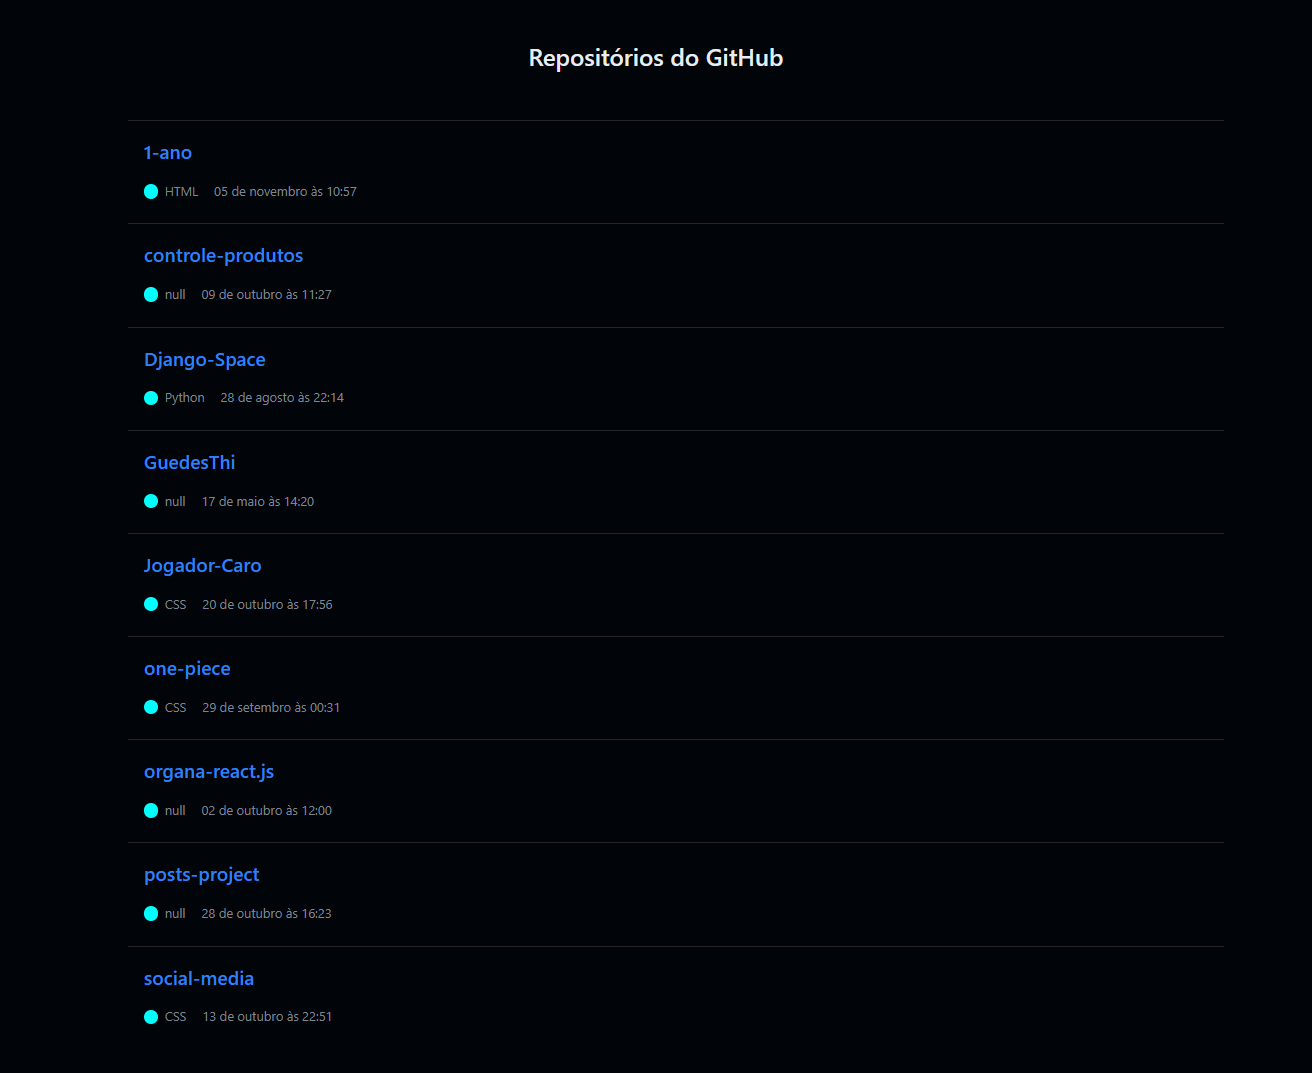 Repositórios do GitHub
1-ano
HTML 05 de novembro às 10:57
controle-produtos
null 09 de outubro às 11:27
Django-Space
Python 28 de agosto às 22:14
GuedesThi
null 17 de maio às 14:20
Jogador-Caro
CSS 20 de outubro às 17:56
one-piece
CSS 29 de setembro às 00:31
organa-react.js
null 02 de outubro às 12:00
posts-project
null 28 de outubro às 16:23
social-media
CSS 13 de outubro às 22:51